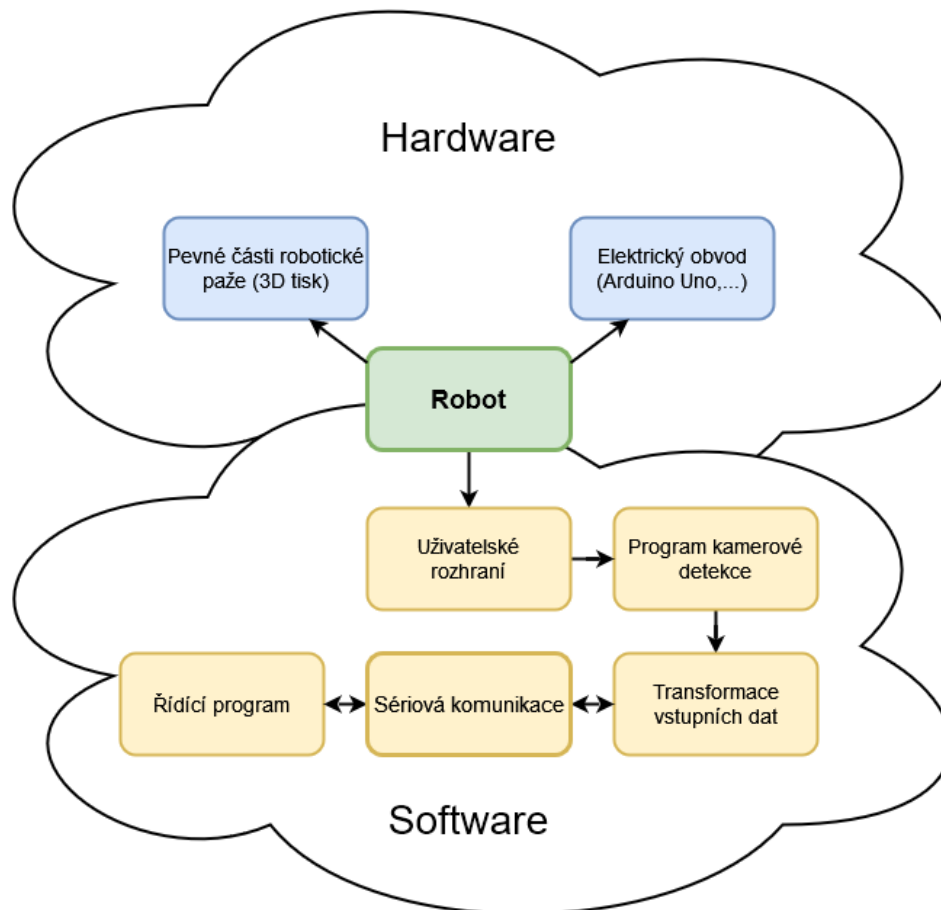 Hardware
Pevné části robotické
paže (3D tisk)
Elektrický obvod
(Arduino Uno,...)
Robot
Uživatelské
rozhraní
Program kamerové
detekce
Řídící program
Sériová komunikace
Transformace
vstupních dat
Software